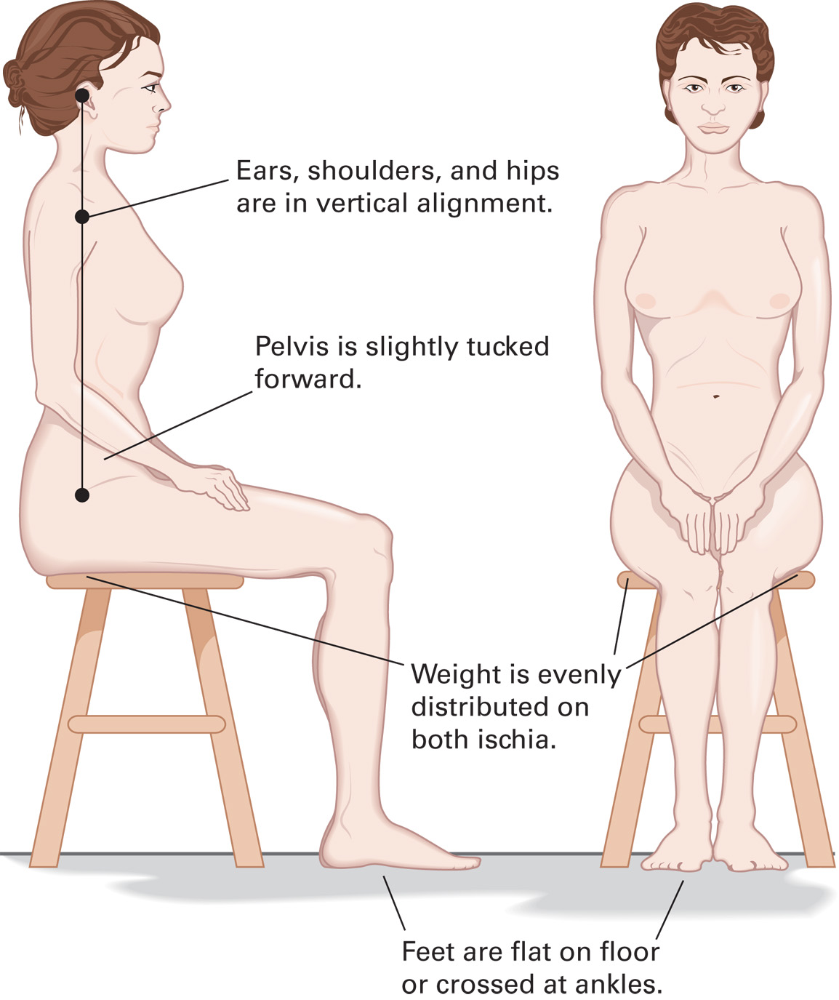 Ears, shoulders, and hips
are in vertical alignment.
Pelvis is slightly tucked
forward.
Weight is evenly
distributed on
both ischia.
Feet are flat on floor
or crossed at ankles.